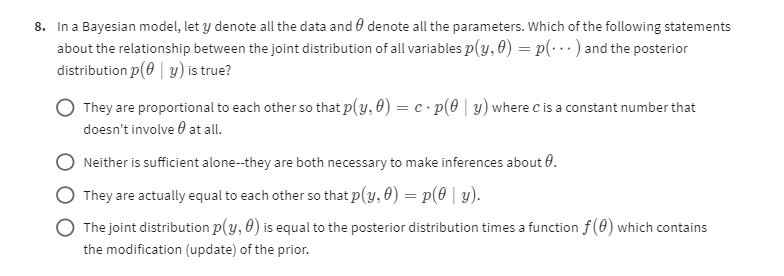 8. In a Bayesian model, let y denote all the data and θ denote all the parameters. Which of the following statements
about the relationship between the joint distribution of all variables p(y, θ) = p(···) and the posterior
distribution p(θ | y) is true?
They are proportional to each other so that p(y, θ) = c · p(θ | y) where c is a constant number that
doesn't involve θ at all.
Neither is sufficient alone--they are both necessary to make inferences about θ.
They are actually equal to each other so that p(y, θ) = p(θ | y).
The joint distribution p(y, θ) is equal to the posterior distribution times a function f(θ) which contains
the modification (update) of the prior.